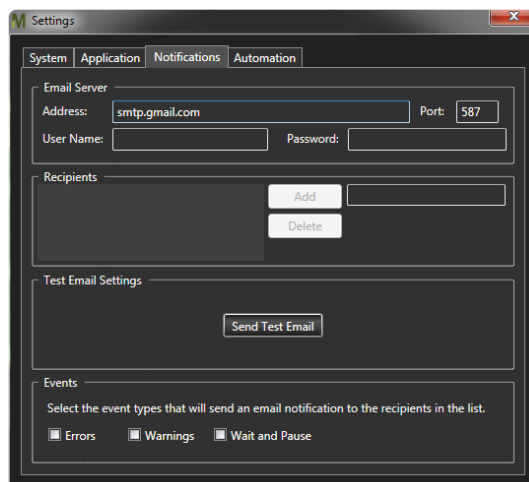 M Settings
X
System Application Notifications Automation
Email Server
Address: smtp.gmail.com Port: 587
User Name: Password:
Recipients
Add
Delete
Test Email Settings
Send Test Email
Events
Select the event types that will send an email notification to the recipients in the list.
Errors Warnings Wait and Pause